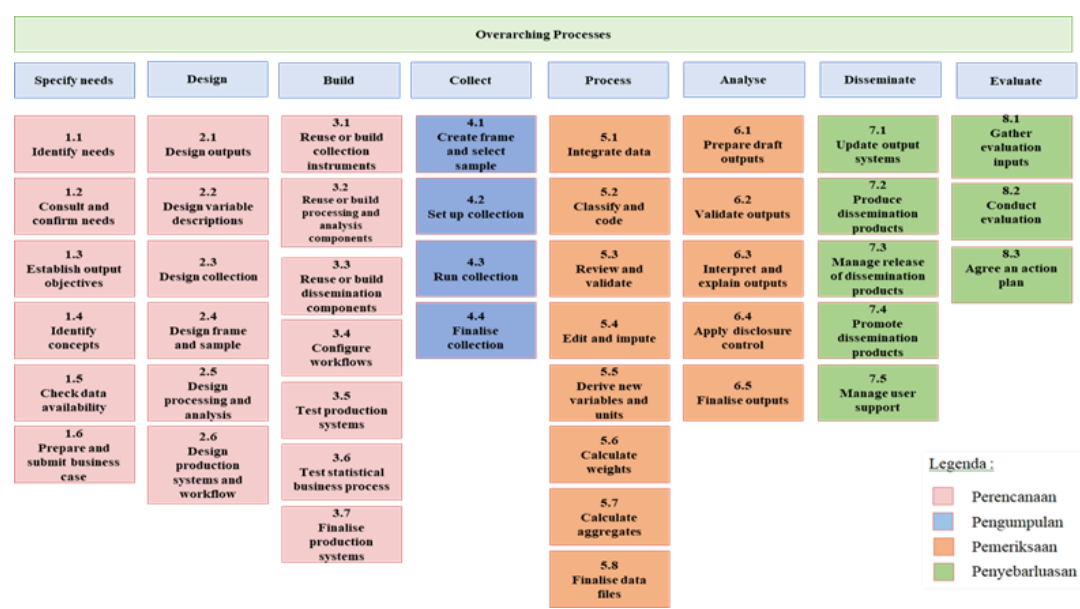 Overarching Processes
Specify needs
Design
Build
Collect
Process
Analyse
Disseminate
Evaluate
1.1
Identify needs
1.2
Consult and
confirm needs
1.3
Establish output
objectives
1.4
Identify
concepts
1.5
Check data
availability
1.6
Prepare and
submit business
case
2.1
Design outputs
2.2
Design variable
descriptions
2.3
Design collection
2.4
Design frame
and sample
2.5
Design
processing and
analysis
2.6
Design
production
systems and
workflow
3.1
Reuse or build
collection
instruments
3.2
Reuse or build
processing and
analysis
components
3.3
Reuse or build
dissemination
components
3.4
Configure
workflows
3.5
Test production
systems
3.6
Test statistical
business process
3.7
Finalise
production
systems
4.1
Create frame
and select
sample
4.2
Set up collection
4.3
Run collection
4.4
Finalise
collection
5.1
Integrate data
5.2
Classify and
code
5.3
Review and
validate
5.4
Edit and impute
5.5
Derive new
variables and
units
5.6
Calculate
weights
5.7
Calculate
aggregates
5.8
Finalise data
files
6.1
Prepare draft
outputs
6.2
Validate outputs
6.3
Interpret and
explain outputs
6.4
Apply disclosure
control
6.5
Finalise outputs
7.1
Update output
systems
7.2
Produce
dissemination
products
7.3
Manage release
of dissemination
products
7.4
Promote
dissemination
products
7.5
Manage user
support
8.1
Gather
evaluation
inputs
8.2
Conduct
evaluation
8.3
Agree an action
plan
Legenda :
Perencanaan
Pengumpulan
Pemeriksaan
Penyebarluasan